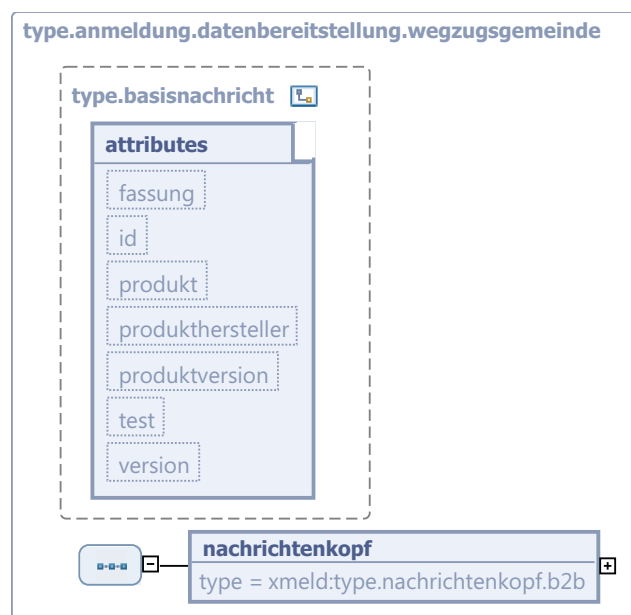 type.anmeldung.datenbereitstellung.wegzugsgemeinde
type.basisnachricht
attributes
fassung
id
produkt
produkthersteller
produktversion
test
version
nachrichtenkopf
type = xmeld:type.nachrichtenkopf.b2b